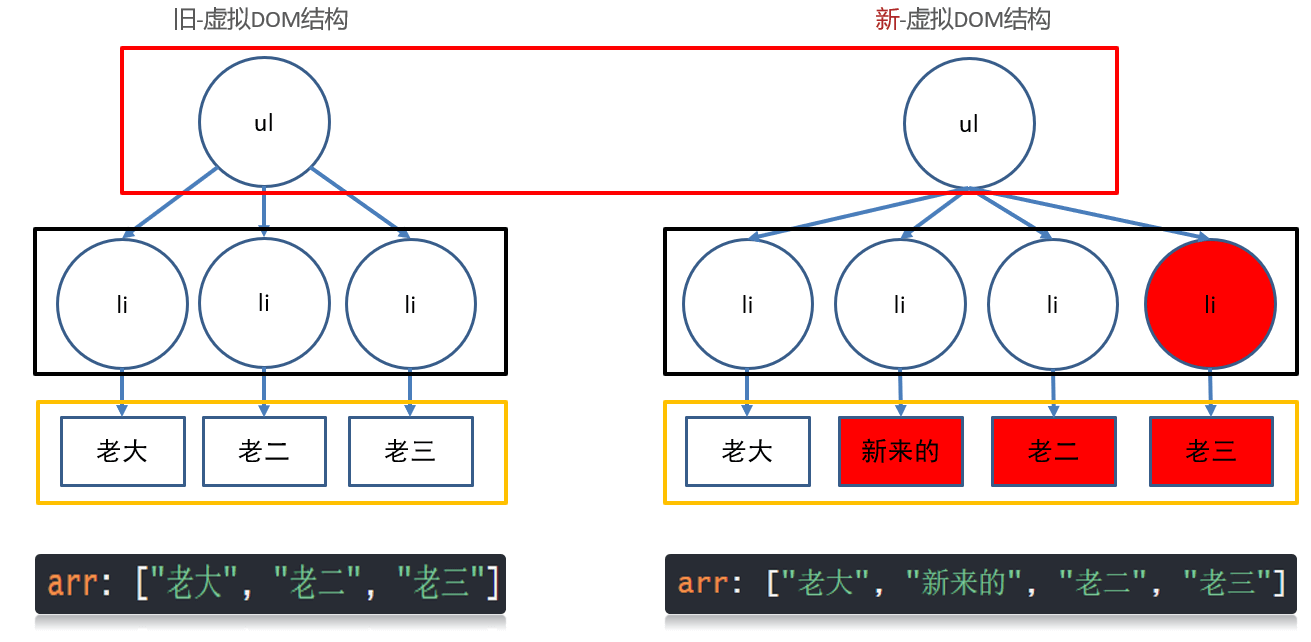 旧-虚拟DOM结构
新-虚拟DOM结构
ul
ul
li li li
li li li li
老大 老二 老三
老大 新来的 老二 老三
arr: ["老大", "老二", "老三"]
arr: ["老大", "新来的", "老二", "老三"]